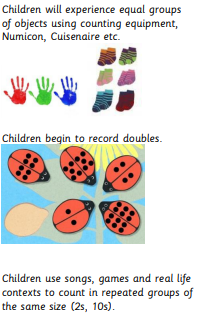 Children will experience equal groups
of objects using counting equipment,
Numicon, Cuisenaire etc.
Children begin to record doubles.
Children use songs, games and real life
contexts to count in repeated groups of
the same size (2s, 10s).